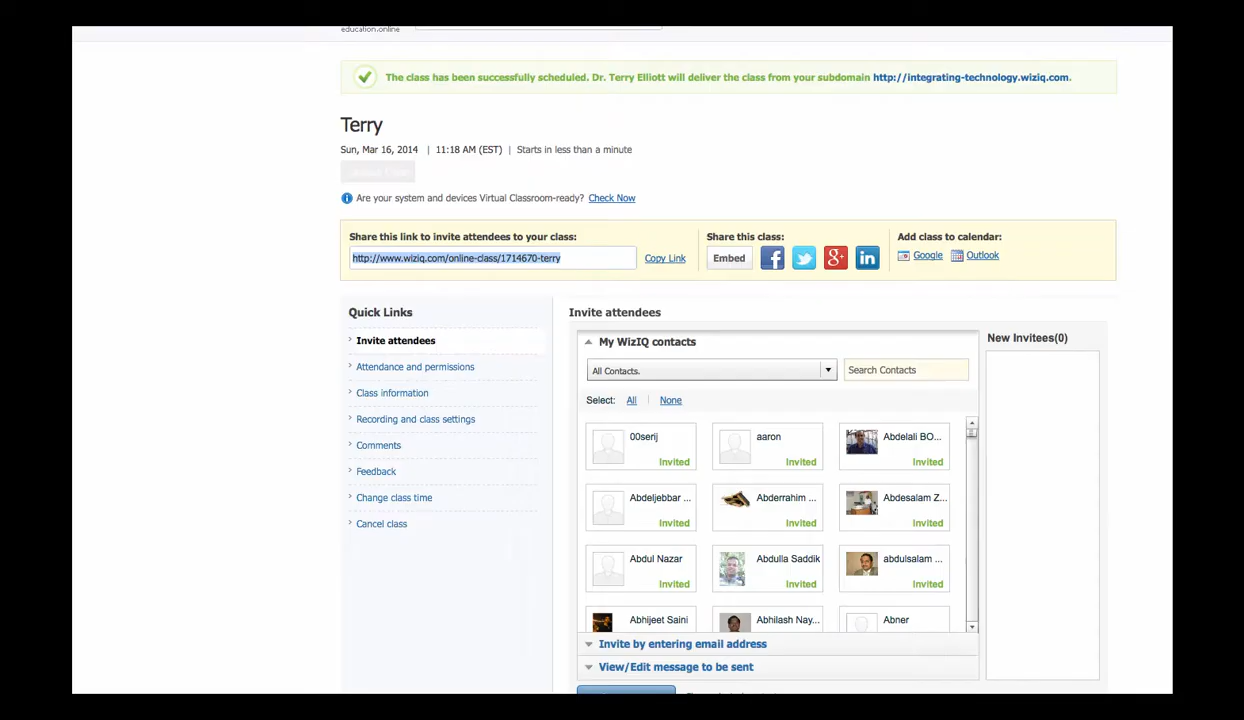 education.online
The class has been successfully scheduled. Dr. Terry Elliott will deliver the class from your subdomain http://integrating-technology.wiziq.com.
Terry
Sun, Mar 16, 2014 | 11:18 AM (EST) | Starts in less than a minute
Are your system and devices Virtual Classroom-ready? Check Now
Share this link to invite attendees to your class:
http://www.wiziq.com/online-class/1714670-terry
Copy Link
Share this class:
Embed
Add class to calendar:
Google Outlook
Quick Links
Invite attendees
Attendance and permissions
Class information
Recording and class settings
Comments
Feedback
Change class time
Cancel class
Invite attendees
My WizIQ contacts
All Contacts.
Search Contacts
Select: All | None
00serij
Invited
aaron
Invited
Abdelali BO...
Invited
Abdeljebbar ...
Invited
Abderrahim ...
Invited
Abdesalam Z...
Invited
Abdul Nazar
Invited
Abdulla Saddik
Invited
abdulsalam ...
Invited
Abhijeet Saini
Abhilash Nay...
Abner
Invite by entering email address
View/Edit message to be sent
New Invitees(0)